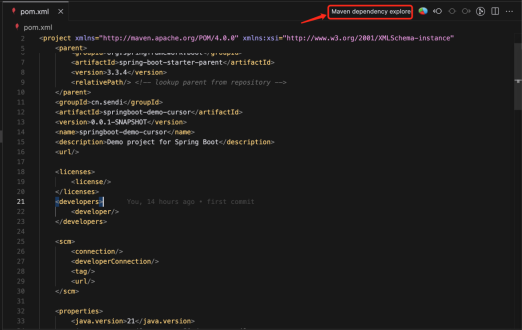 pom.xml
Maven dependency explore
pom.xml
2 <project xmlns="http://maven.apache.org/POM/4.0.0" xmlns:xsi="http://www.w3.org/2001/XMLSchema-instance"
5 <parent>
7 <artifactId>spring-boot-starter-parent</artifactId>
8 <version>3.3.4</version>
9 <relativePath/> <!-- lookup parent from repository -->
10 </parent>
11 <groupId>cn.sendi</groupId>
12 <artifactId>springboot-demo-cursor</artifactId>
13 <version>0.0.1-SNAPSHOT</version>
14 <name>springboot-demo-cursor</name>
15 <description>Demo project for Spring Boot</description>
16 <url/>
17
18 <licenses>
19 <license/>
20 </licenses>
21 <developers> You, 14 hours ago • first commit
22 <developer/>
23 </developers>
24
25 <scm>
26 <connection/>
27 <developerConnection/>
28 <tag/>
29 <url/>
30 </scm>
31
32 <properties>
33 <java.version>21</java.version>